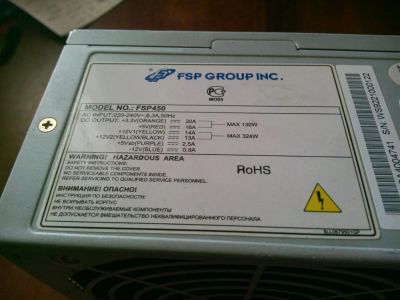 FSP GROUP INC.
MO05
MODEL NO.: FSP450
AC INPUT:220-240V~,6.3A,50Hz
DC OUTPUT: +3.3V(ORANGE) 20A MAX 130W
+5V(RED) 18A
+12V1(YELLOW) 14A MAX 324W
+12V2(YELLOW/BLACK) 13A
+5Vsb(PURPLE) 2.5A
-12V(BLUE) 0.8A
WARNING! HAZARDOUS AREA
SAFETY INSTRUCTIONS:
DO NOT REMOVE THE COVER.
NO SERVICEABLE COMPONENTS INSIDE.
REFER SERVICING TO QUALIFIED SERVICE PERSONNEL.
RoHS
ВНИМАНИЕ! ОПАСНО!
ИНСТРУКЦИИ ПО БЕЗОПАСНОСТИ:
НЕ ВСКРЫВАТЬ КОРПУС
ВНУТРИ НЕОБСЛУЖИВАЕМЫЕ КОМПОНЕНТЫ
НЕ ДОПУСКАЕТСЯ ВМЕШАТЕЛЬСТВО НЕКВАЛИФИЦИРОВАННОГО ПЕРСОНАЛА
S/N:WS9221000122